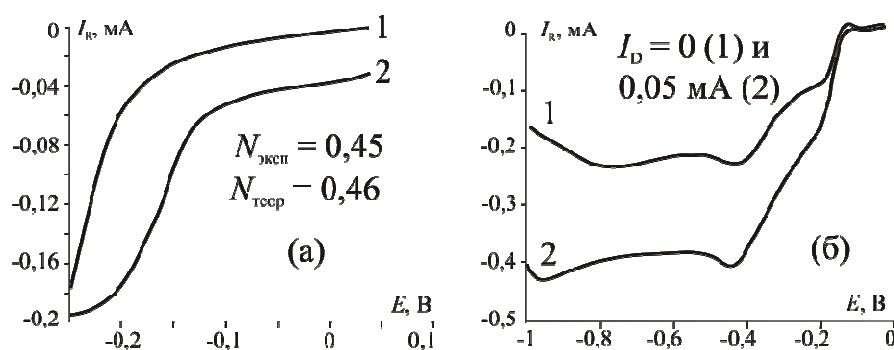 0
I_R, мА
1
-0,04
2
-0,08
N_эксп = 0,45
N_теор = 0,46
-0,12
(а)
-0,16
E, В
-0,2
-0,2
-0,1
0
0,1
0
I_R, мА
I_D = 0 (1) и
0,05 мА (2)
-0,1
1
-0,2
-0,3
2
(б)
-0,4
E, В
-0,5
-1
-0,8
-0,6
-0,4
-0,2
0